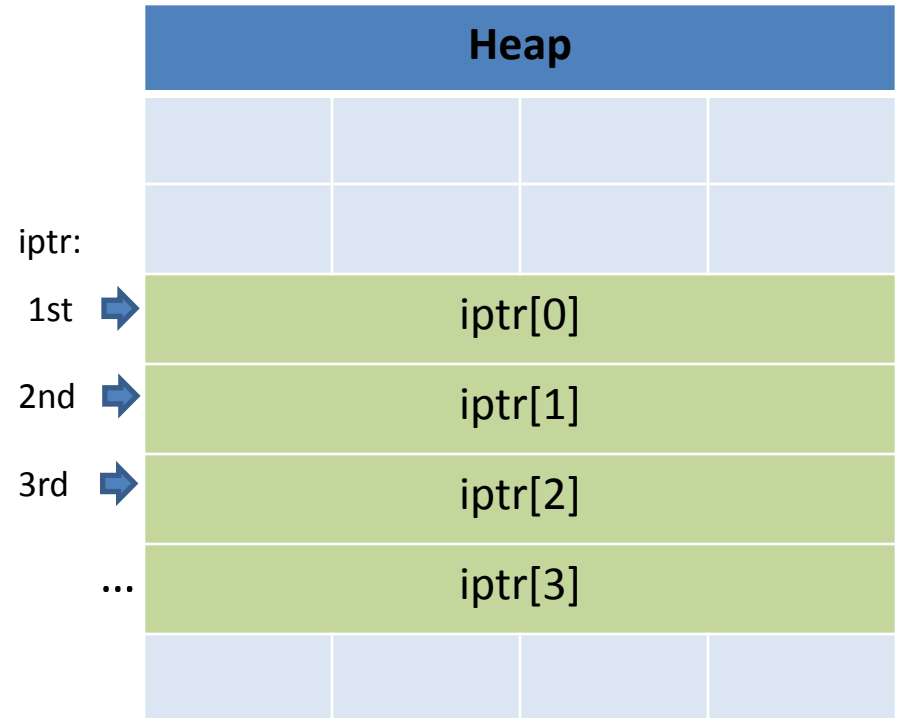 Heap
iptr:
1st
iptr[0]
2nd
iptr[1]
3rd
iptr[2]
...
iptr[3]